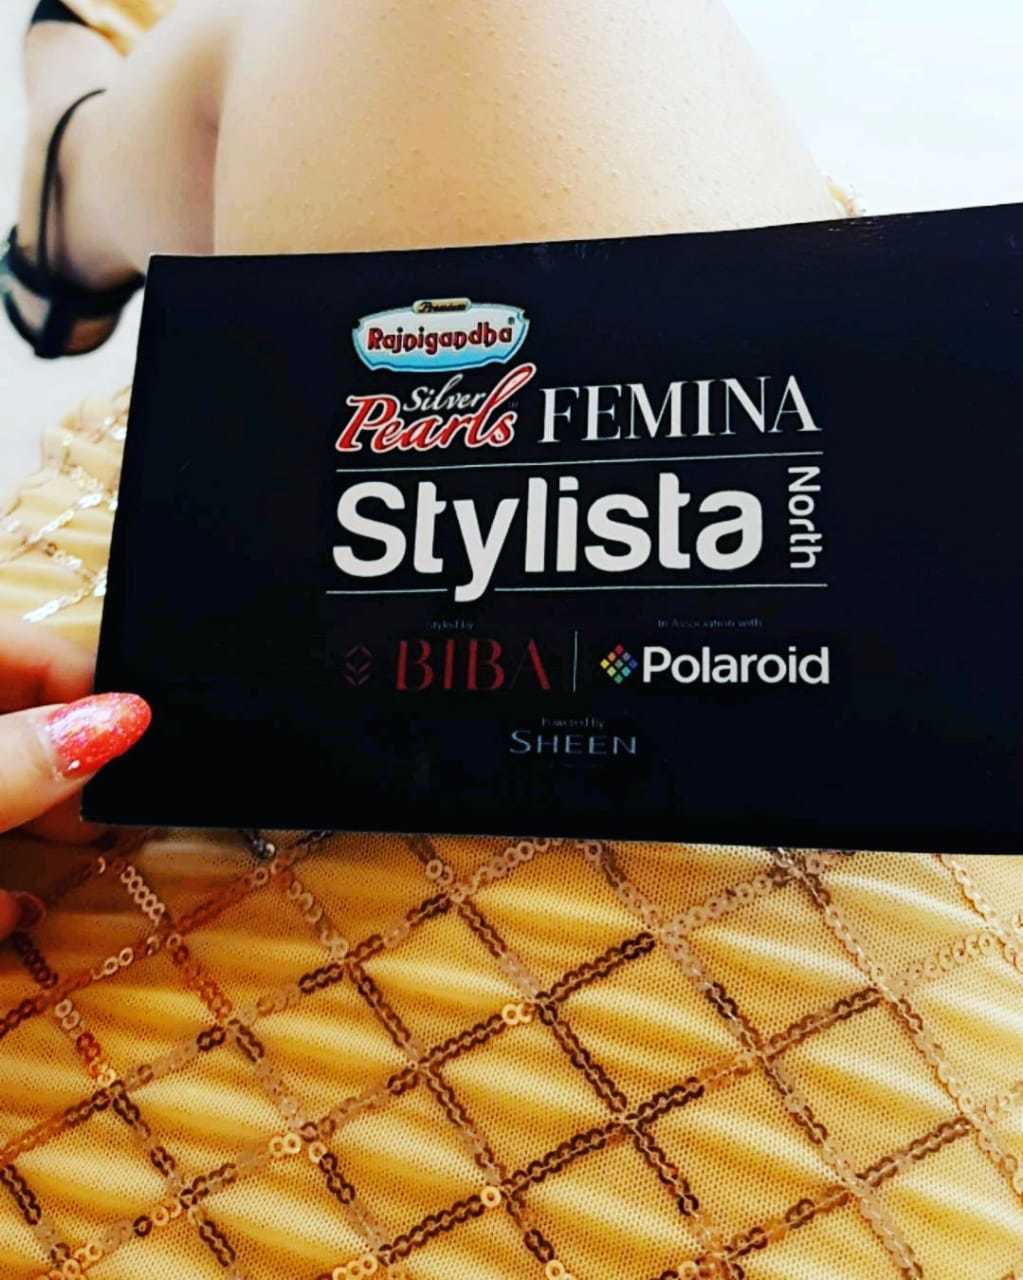 Premium
Rajnigandha®
Silver
Pearls FEMINA
Stylista
North
Styled by
In Association with
BIBA
Polaroid
Powered by
SHEEN